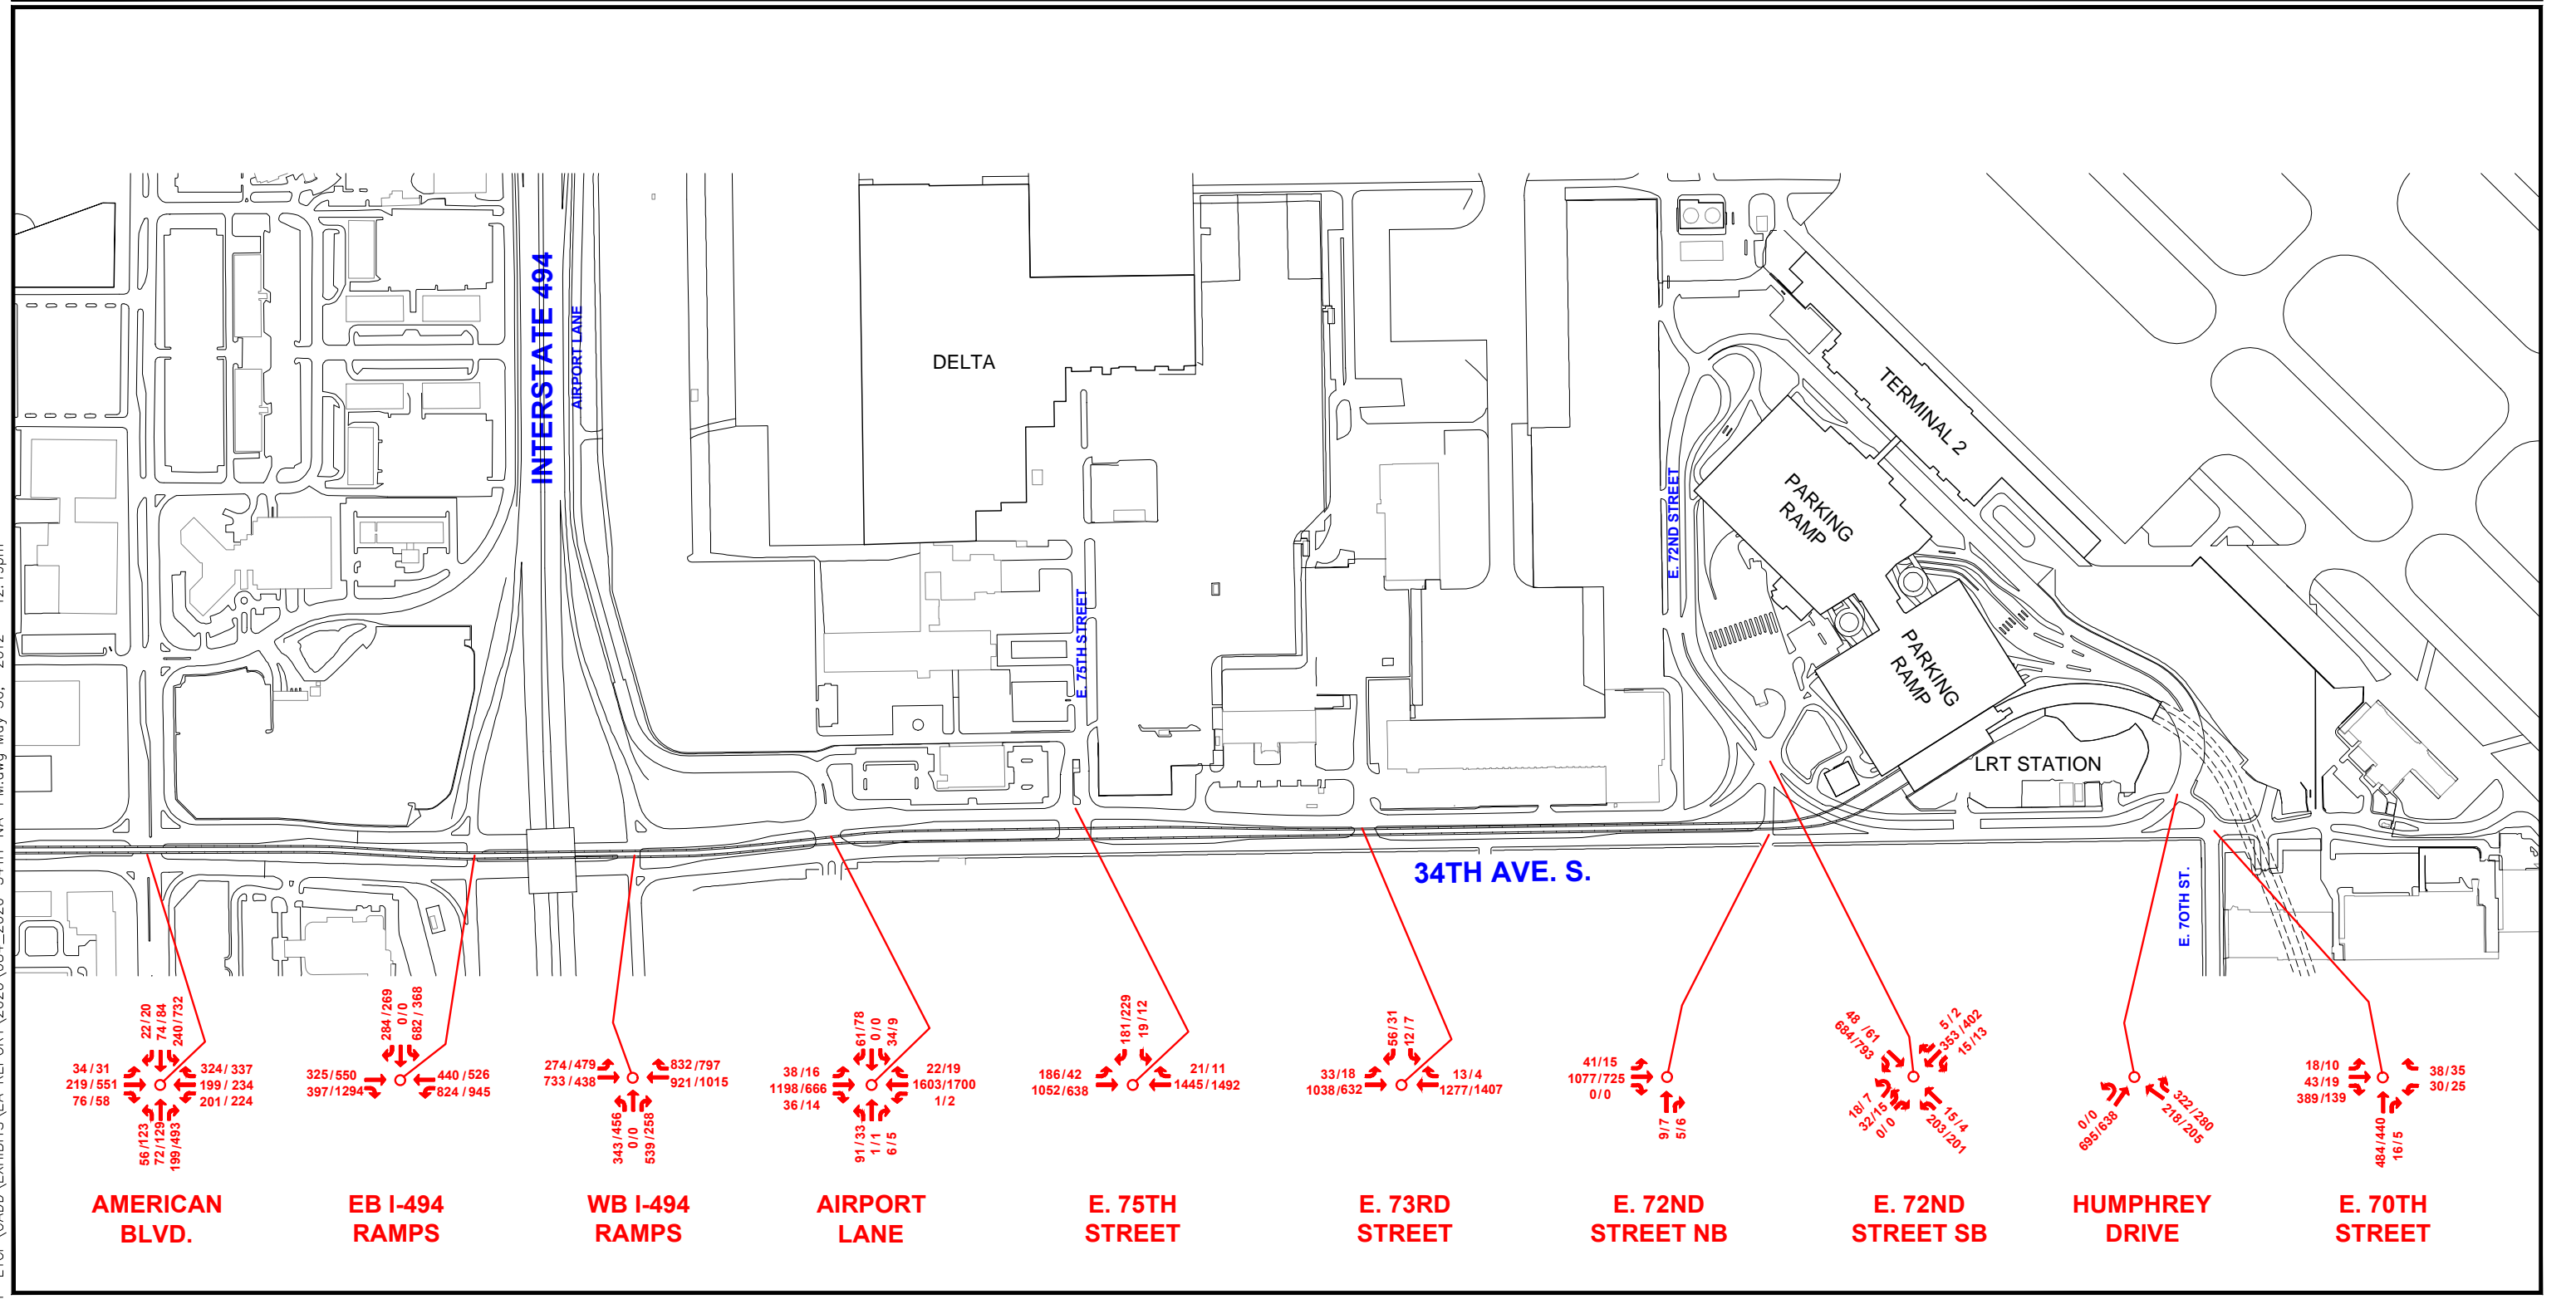 INTERSTATE 494
AIRPORT LANE
DELTA
E. 75TH STREET
E. 72ND STREET
TERMINAL 2
PARKING
RAMP
PARKING
RAMP
LRT STATION
34TH AVE. S.
E. 70TH ST.
22 / 20
74 / 84
240 / 732
34 / 31
219 / 551
76 / 58
324 / 337
199 / 234
201 / 224
56 / 123
72 / 129
199 / 493
AMERICAN
BLVD.
284 / 269
0 / 0
682 / 368
325 / 550
397 / 1294
440 / 526
824 / 945
EB I-494
RAMPS
274 / 479
733 / 438
832 / 797
921 / 1015
343 / 456
0 / 0
539 / 258
WB I-494
RAMPS
61/78
0 / 0
34/9
38 / 16
1198 / 666
36 / 14
22 / 19
1603 / 1700
1 / 2
91 / 33
1 / 1
6 / 5
AIRPORT
LANE
181 / 229
19 / 12
186 / 42
1052 / 638
21 / 11
1445 / 1492
E. 75TH
STREET
56 / 31
12 / 7
33 / 18
1038 / 632
13 / 4
1277 / 1407
E. 73RD
STREET
41 / 15
1077 / 725
0 / 0
9 / 7
5 / 6
E. 72ND
STREET NB
48 / 61
684 / 793
5 / 2
353 / 402
15 / 13
18 / 7
32 / 15
0 / 0
15 / 4
203 / 201
E. 72ND
STREET SB
0 / 0
695 / 638
322 / 280
218 / 205
HUMPHREY
DRIVE
18 / 10
43 / 19
389 / 139
38 / 35
30 / 25
484 / 440
16 / 5
E. 70TH
STREET